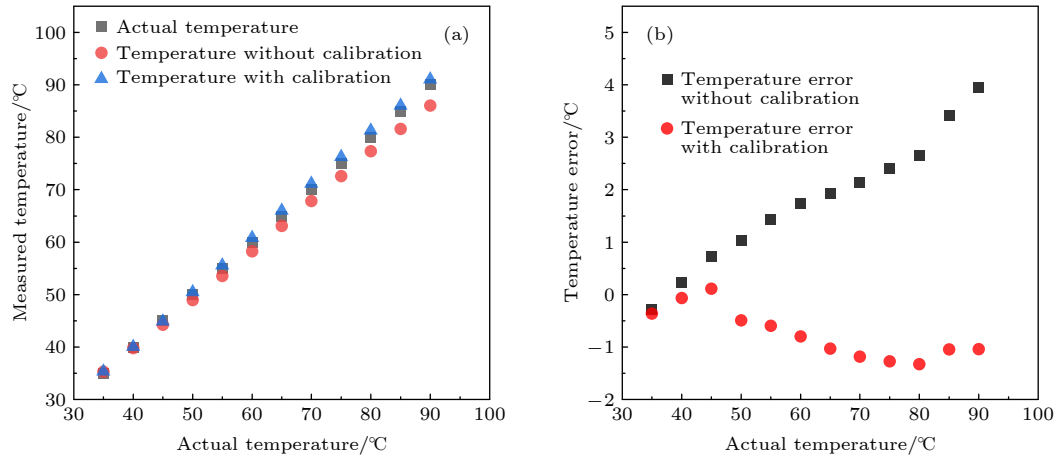 (a)
Actual temperature
Temperature without calibration
Temperature with calibration
100
90
80
70
60
50
40
30
30
40
50
60
70
80
90
100
Measured temperature/℃
Actual temperature/℃
(b)
Temperature error
without calibration
Temperature error
with calibration
5
4
3
2
1
0
−1
−2
30
40
50
60
70
80
90
100
Temperature error/℃
Actual temperature/℃